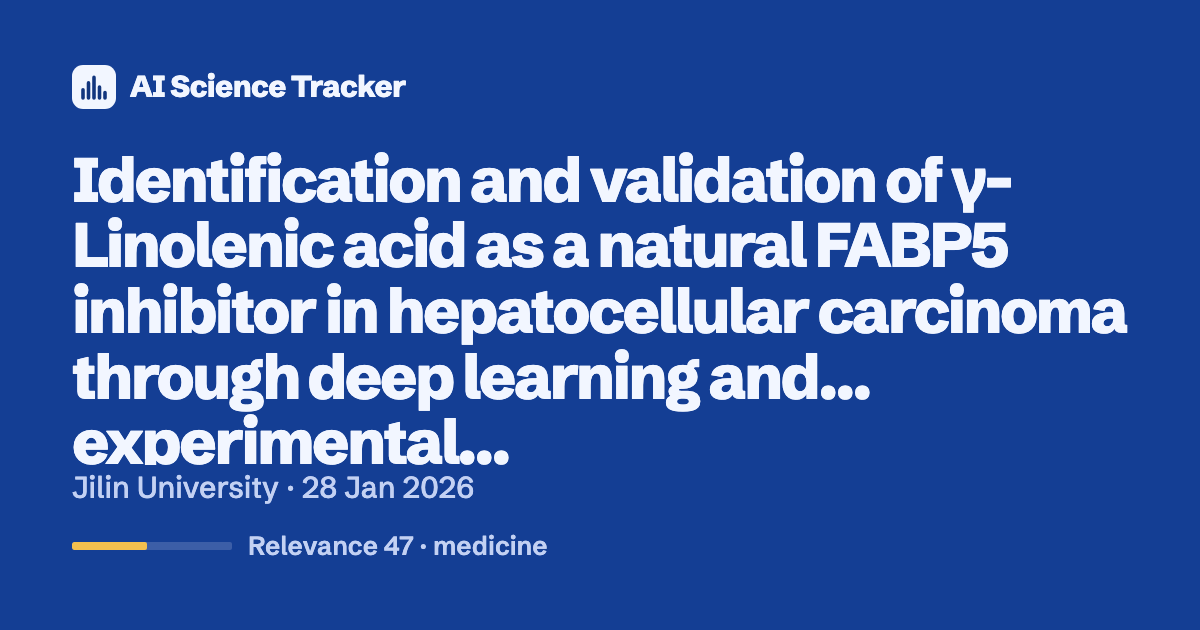 AI Science Tracker
Identification and validation of γ-
Linolenic acid as a natural FABP5
inhibitor in hepatocellular carcinoma
through deep learning and…
experimental…
Jilin University · 28 Jan 2026
Relevance 47 · medicine